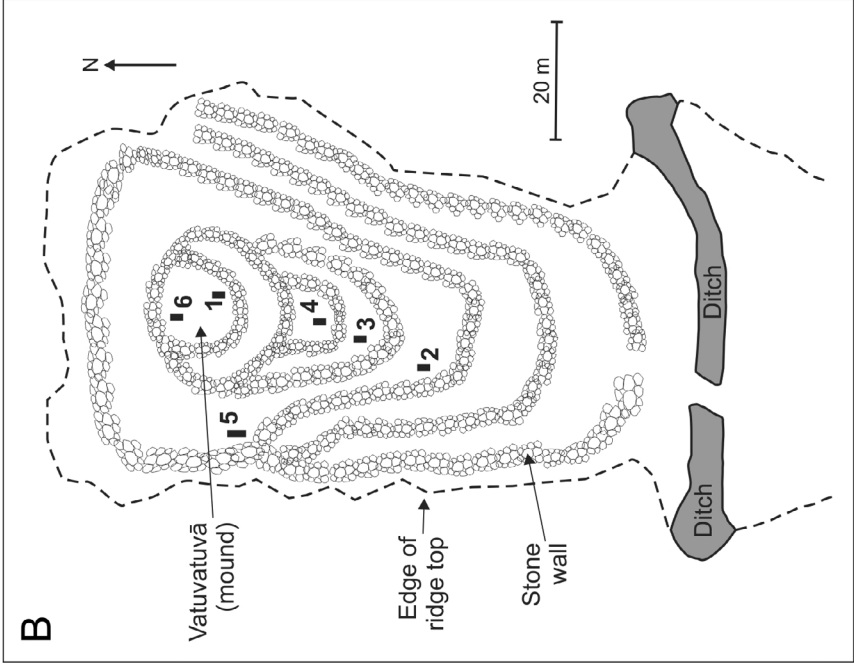 B
N
20 m
6
1
4
3
2
5
Vatuvatuvā
(mound)
Edge of
ridge top
Stone
wall
Ditch
Ditch